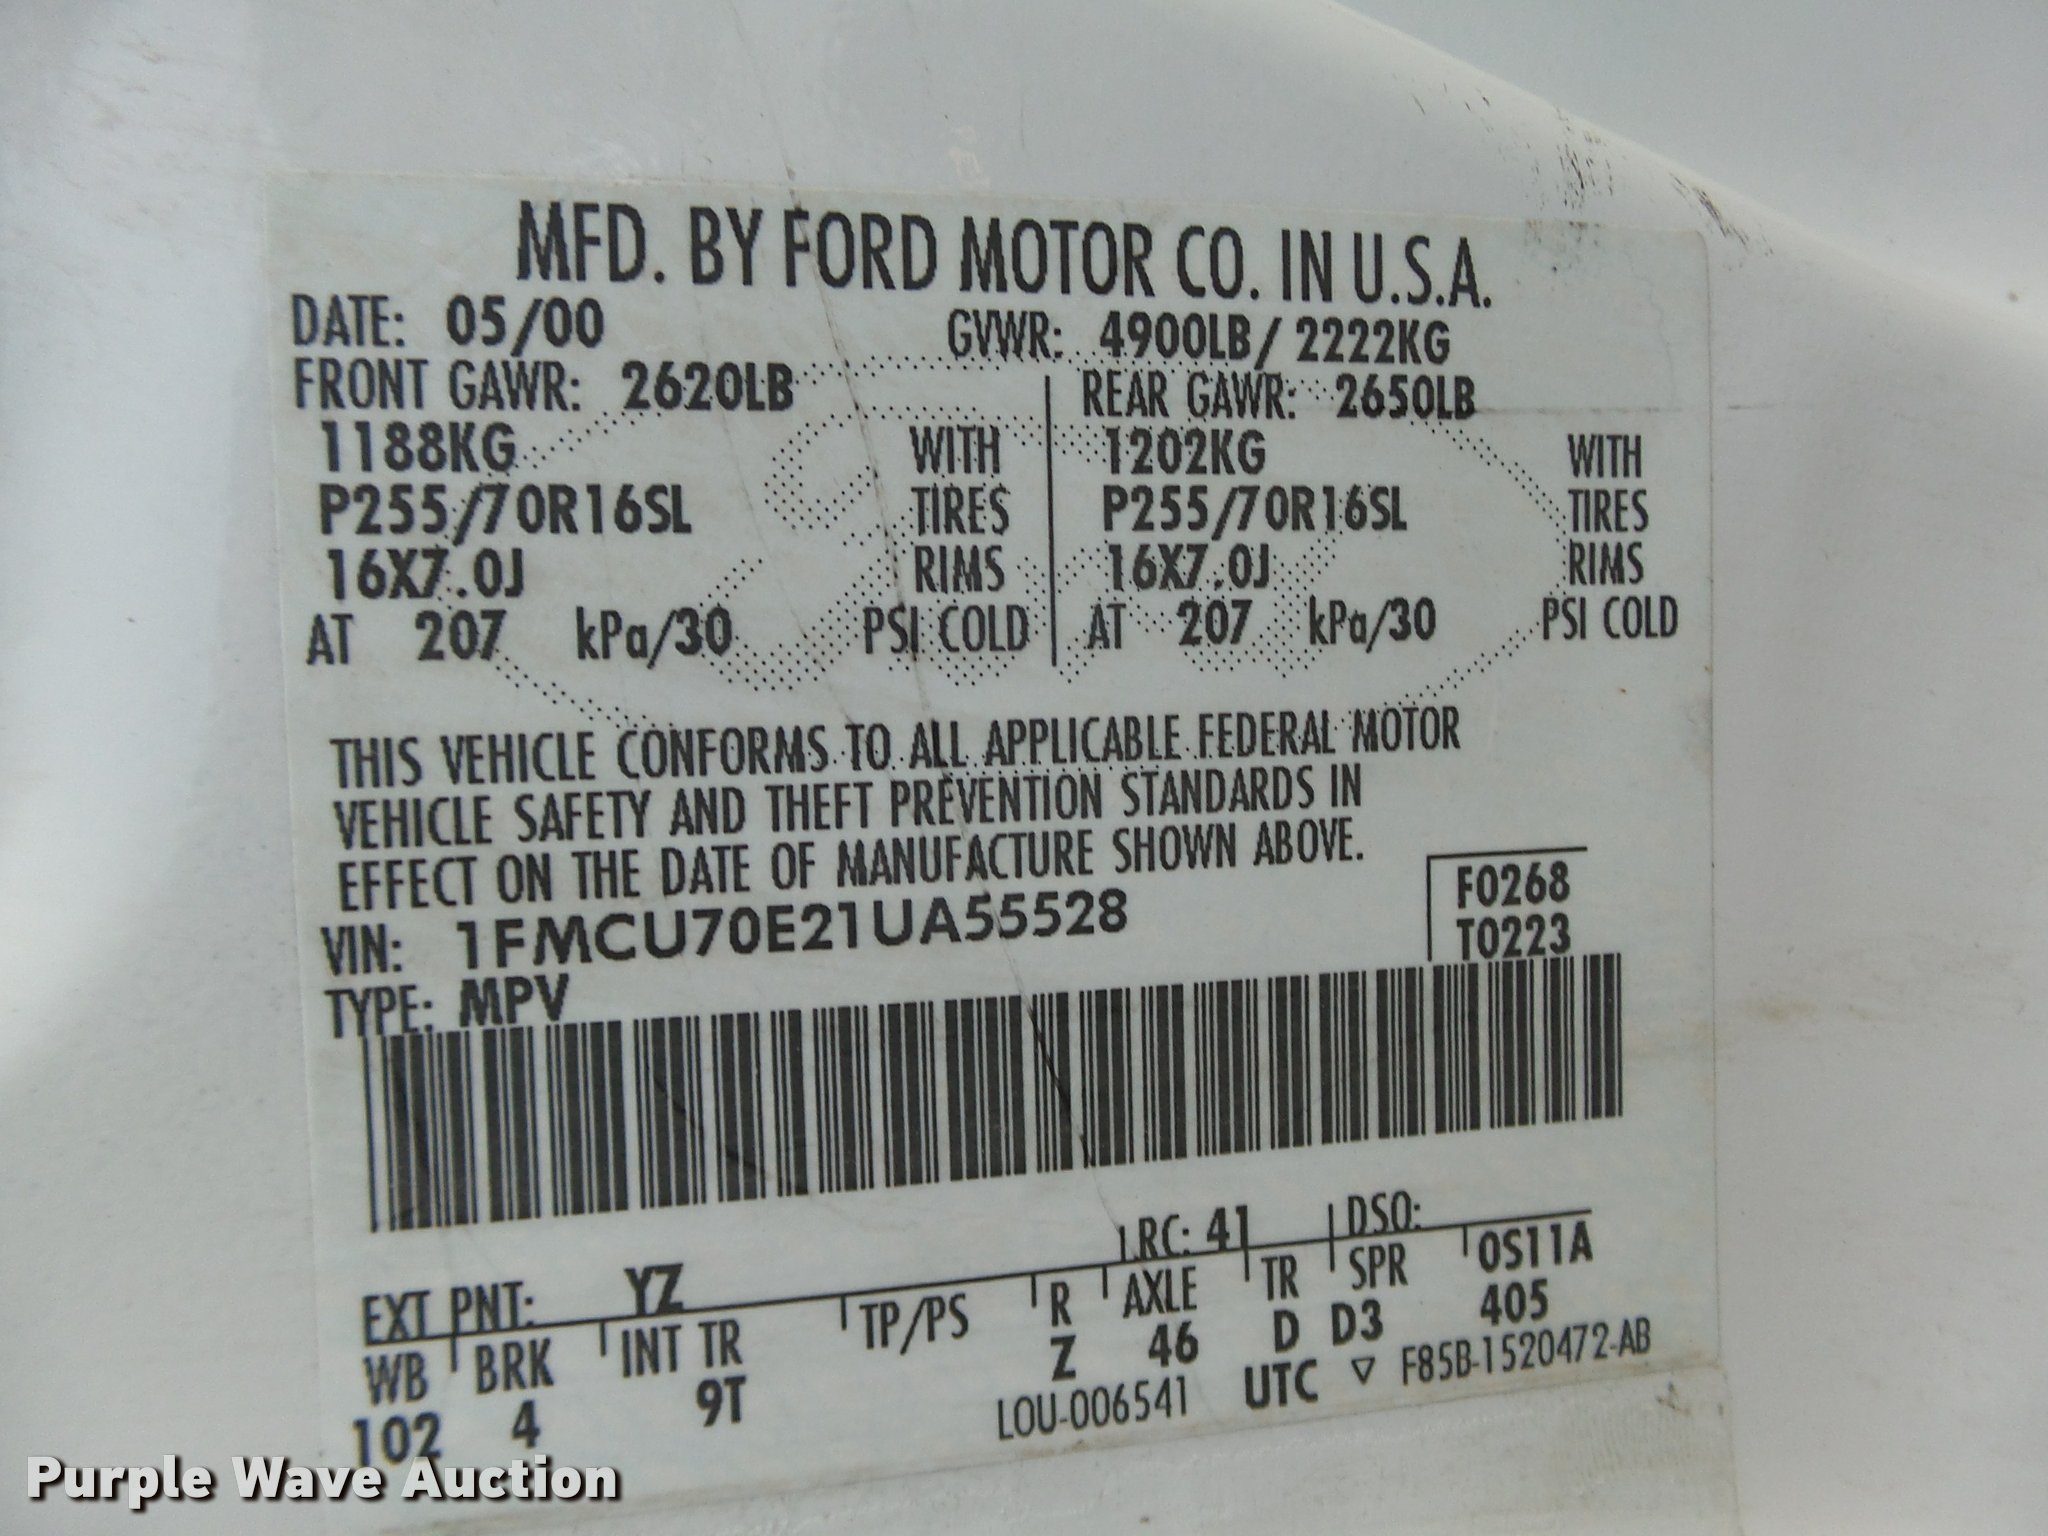 MFD. BY FORD MOTOR CO. IN U.S.A.
DATE: 05/00 GVWR: 4900LB/ 2222KG
FRONT GAWR: 2620LB REAR GAWR: 2650LB
1188KG WITH 1202KG WITH
P255/70R16SL TIRES P255/70R16SL TIRES
16X7.0J RIMS 16X7.0J RIMS
AT 207 kPa/30 PSI COLD AT 207 kPa/30 PSI COLD
THIS VEHICLE CONFORMS TO ALL APPLICABLE FEDERAL MOTOR
VEHICLE SAFETY AND THEFT PREVENTION STANDARDS IN
EFFECT ON THE DATE OF MANUFACTURE SHOWN ABOVE.
F0268
VIN: 1FMCU70E21UA55528 T0223
TYPE: MPV
EXT PNT: YZ RC: 41 DSO:
WB BRK INT TR TP/PS R AXLE TR SPR 0S11A
102 4 9T Z 46 D D3 405
LOU-006541 UTC ▽ F85B-1520472-AB
Purple Wave Auction